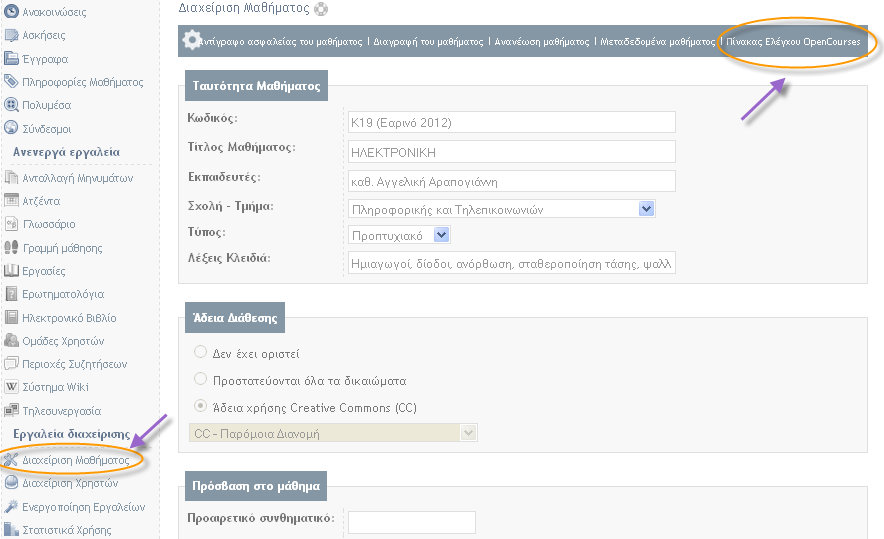 Ανακοινώσεις
Ασκήσεις
Έγγραφα
Πληροφορίες Μαθήματος
Πολυμέσα
Σύνδεσμοι
Ανενεργά εργαλεία
Ανταλλαγή Μηνυμάτων
Ατζέντα
Γλωσσάριο
Γραμμή μάθησης
Εργασίες
Ερωτηματολόγια
Ηλεκτρονικό Βιβλίο
Ομάδες Χρηστών
Περιοχές Συζητήσεων
Σύστημα Wiki
Τηλεσυνεργασία
Εργαλεία διαχείρισης
Διαχείριση Μαθήματος
Διαχείριση Χρηστών
Ενεργοποίηση Εργαλείων
Στατιστικά Χρήσης
Διαχείριση Μαθήματος
Αντίγραφο ασφαλείας του μαθήματος | Διαγραφή του μαθήματος | Ανανέωση μαθήματος | Μεταδεδομένα μαθήματος | Πίνακας Ελέγχου OpenCourses
Ταυτότητα Μαθήματος
Κωδικός: Κ19 (Εαρινό 2012)
Τίτλος Μαθήματος: ΗΛΕΚΤΡΟΝΙΚΗ
Εκπαιδευτές: καθ. Αγγελική Αραπογιάννη
Σχολή - Τμήμα: Πληροφορικής και Τηλεπικοινωνιών
Τύπος: Προπτυχιακό
Λέξεις Κλειδιά: Ημιαγωγοί, δίοδοι, ανόρθωση, σταθεροποίηση τάσης, ψαλλ
Άδεια Διάθεσης
Δεν έχει οριστεί
Προστατεύονται όλα τα δικαιώματα
Άδεια χρήσης Creative Commons (CC)
CC - Παρόμοια Διανομή
Πρόσβαση στο μάθημα
Προαιρετικό συνθηματικό: